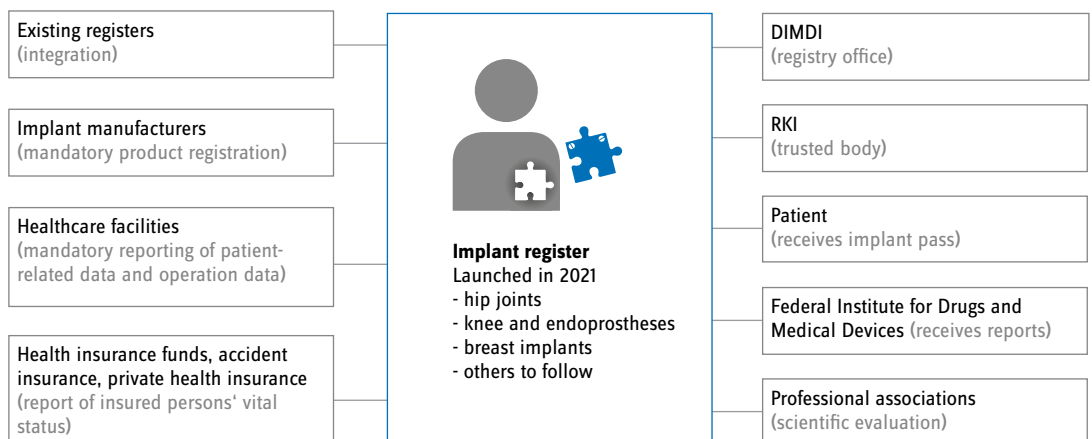 Existing registers
(integration)
Implant manufacturers
(mandatory product registration)
Healthcare facilities
(mandatory reporting of patient-
related data and operation data)
Health insurance funds, accident
insurance, private health insurance
(report of insured persons‘ vital
status)
Implant register
Launched in 2021
- hip joints
- knee and endoprostheses
- breast implants
- others to follow
DIMDI
(registry office)
RKI
(trusted body)
Patient
(receives implant pass)
Federal Institute for Drugs and
Medical Devices (receives reports)
Professional associations
(scientific evaluation)